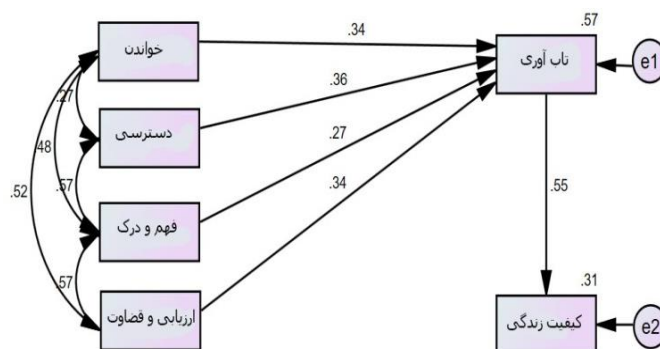 .57
خواندن
.34
تاب آوری
e1
.27
.36
دسترسی
.48
.27
.52
.57
.34
.55
فهم و درک
.57
.31
ارزیابی و قضاوت
کیفیت زندگی
e2